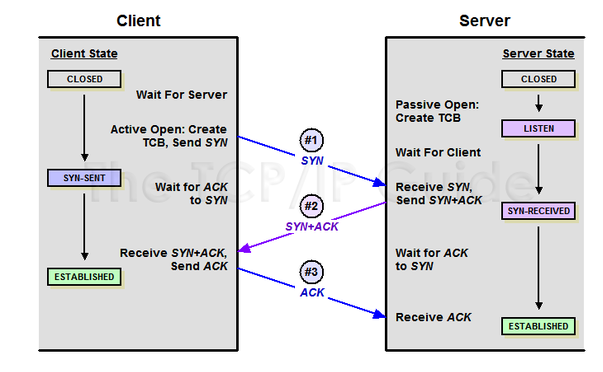 Client
Server
Client State
CLOSED
Wait For Server
Active Open: Create
TCB, Send SYN
SYN-SENT
Wait for ACK
to SYN
Receive SYN+ACK,
Send ACK
ESTABLISHED
#1
SYN
#2
SYN+ACK
#3
ACK
Server State
CLOSED
Passive Open:
Create TCB
LISTEN
Wait For Client
Receive SYN,
Send SYN+ACK
SYN-RECEIVED
Wait for ACK
to SYN
Receive ACK
ESTABLISHED
The TCP/IP Guide